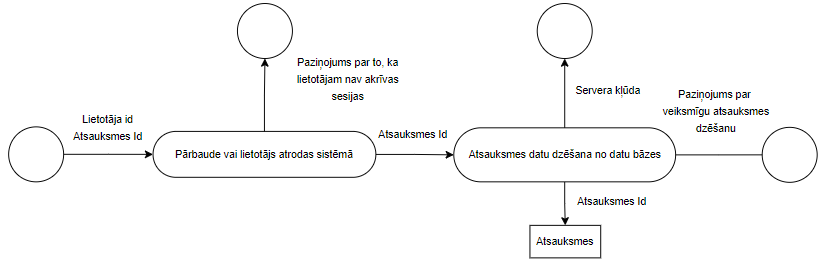 Paziņojums par to, ka
lietotājam nav akrīvas
sesijas
Servera kļūda
Paziņojums par
veiksmīgu atsauksmes
dzēšanu
Lietotāja id
Atsauksmes Id
Pārbaude vai lietotājs atrodas sistēmā
Atsauksmes Id
Atsauksmes datu dzēšana no datu bāzes
Atsauksmes Id
Atsauksmes